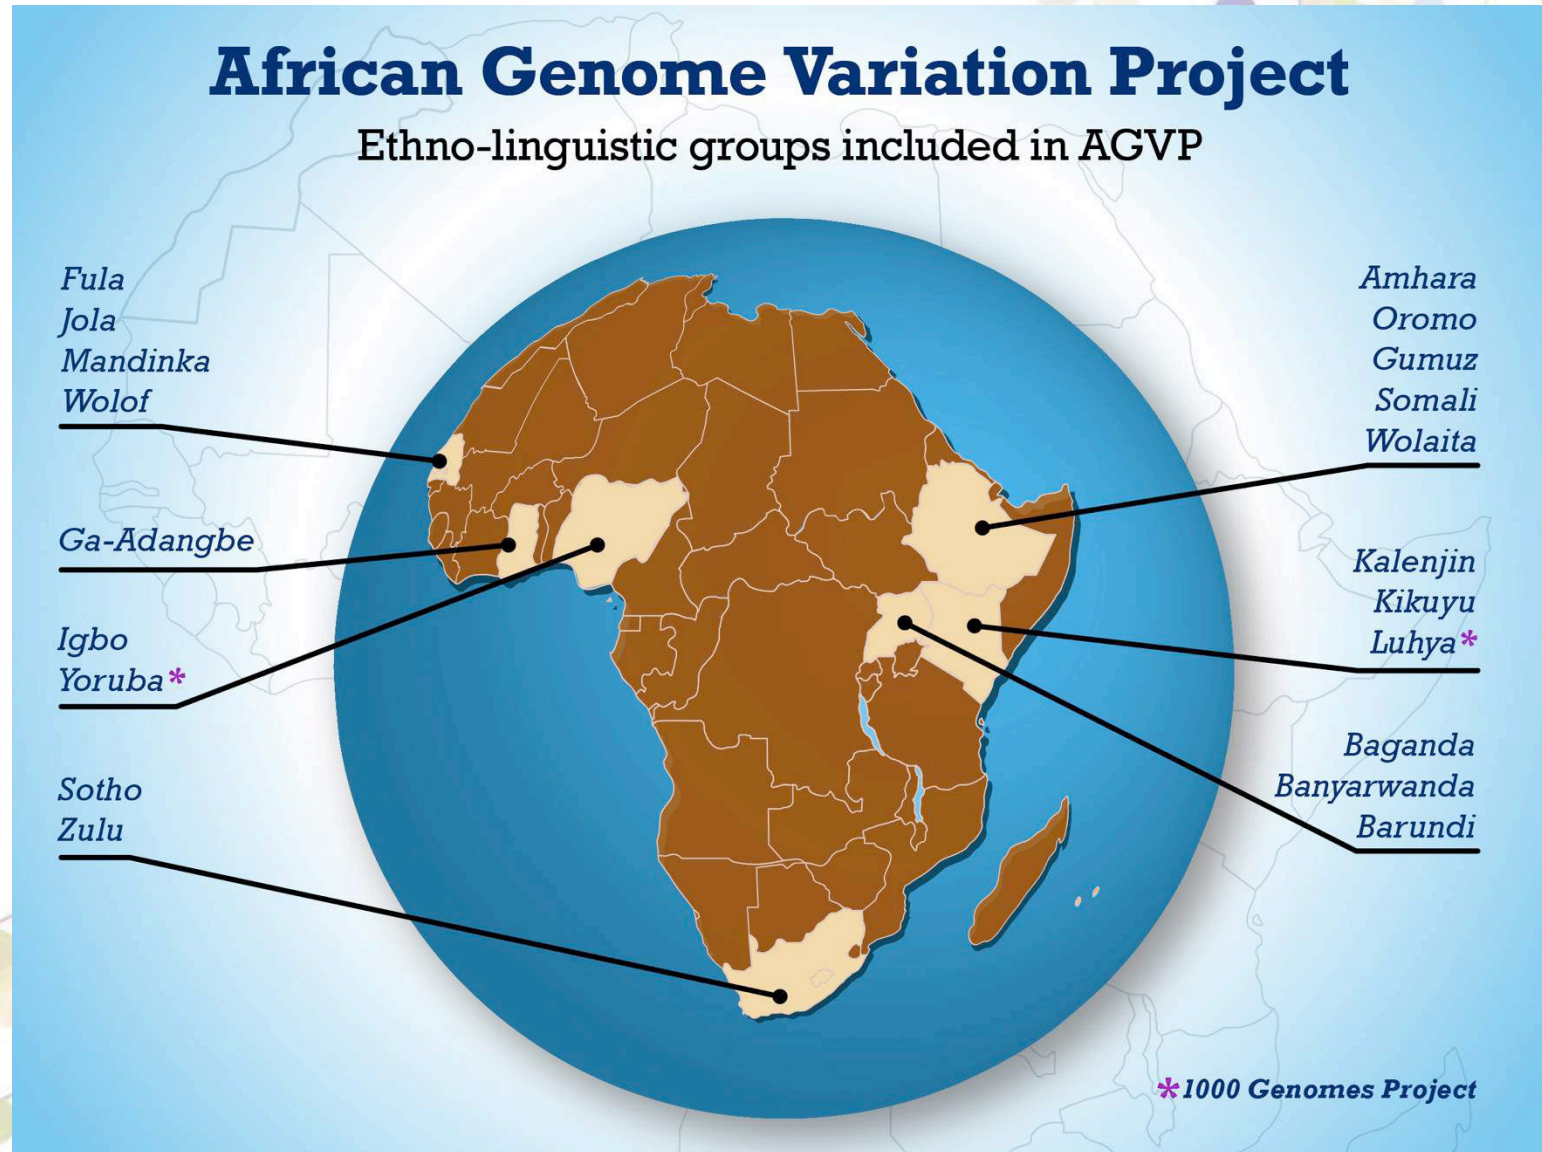 African Genome Variation Project
Ethno-linguistic groups included in AGVP
Fula
Jola
Mandinka
Wolof
Ga-Adangbe
Igbo
Yoruba*
Sotho
Zulu
Amhara
Oromo
Gumuz
Somali
Wolaita
Kalenjin
Kikuyu
Luhya*
Baganda
Banyarwanda
Barundi
*1000 Genomes Project